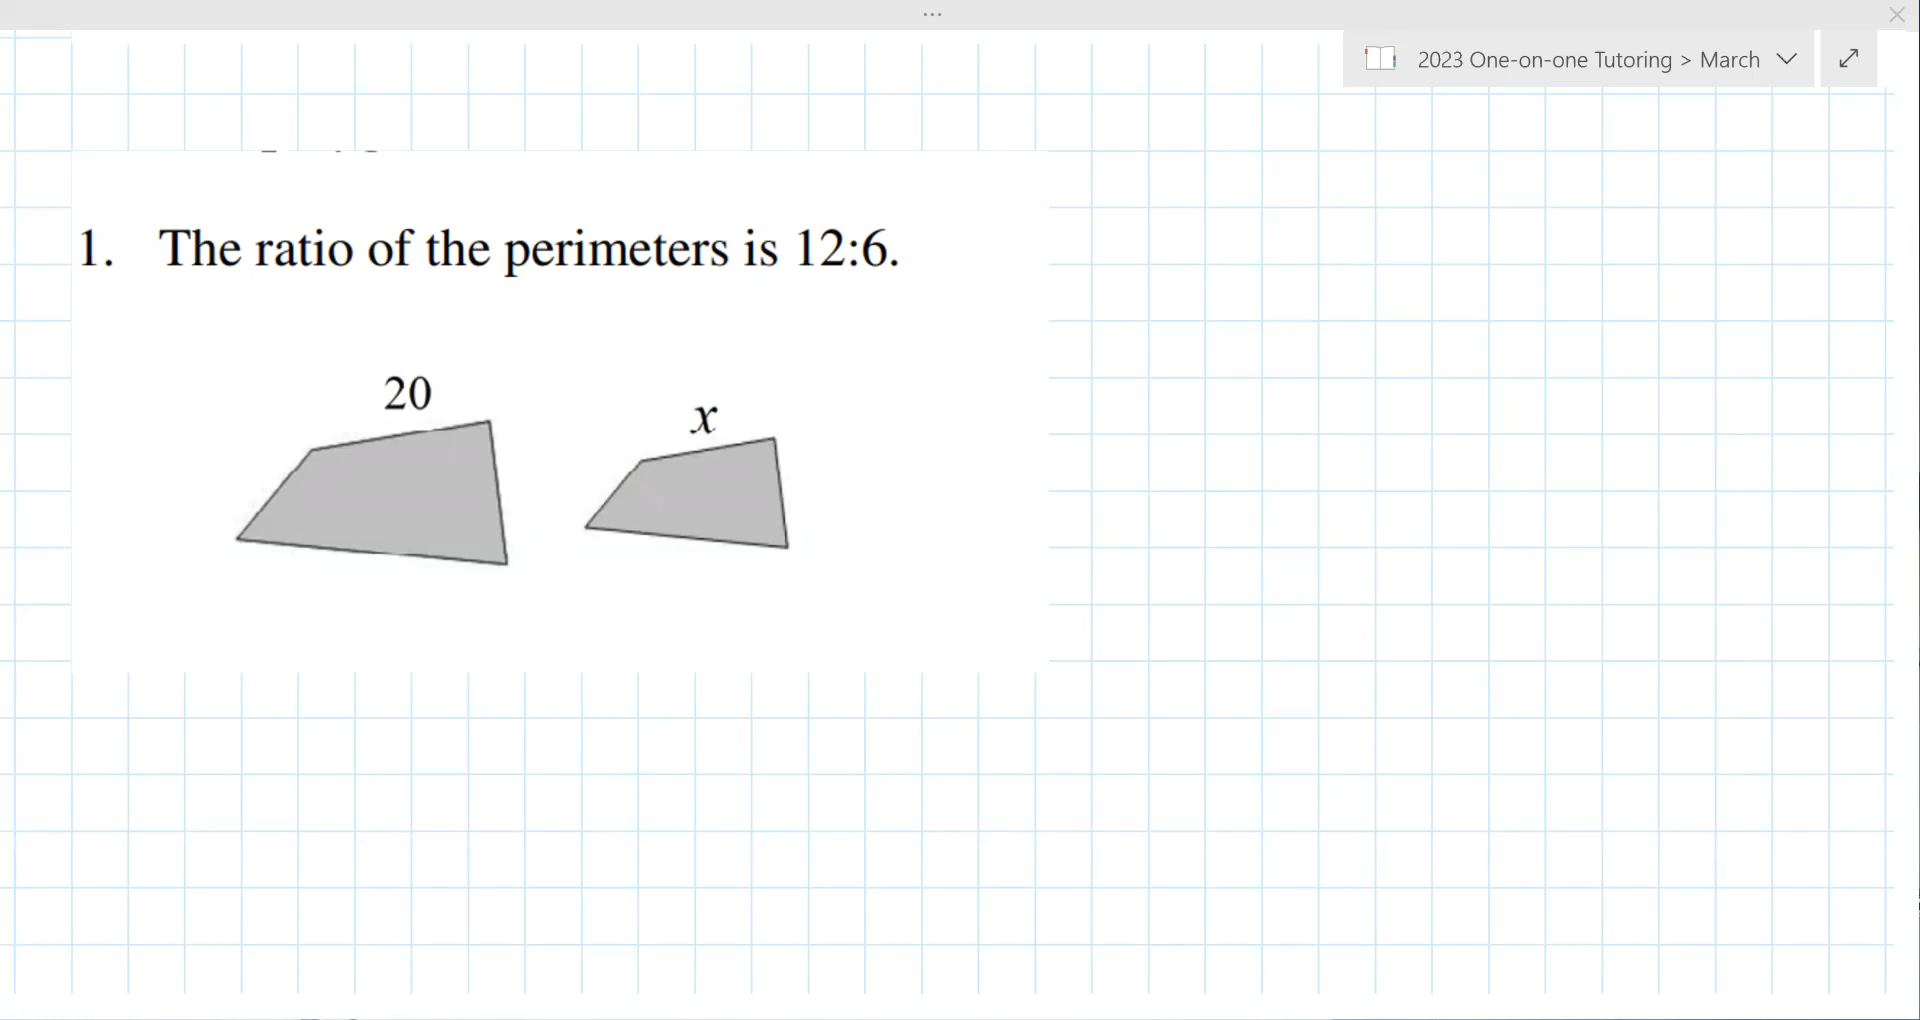 2023 One-on-one Tutoring > March
1. The ratio of the perimeters is 12:6.
20
x